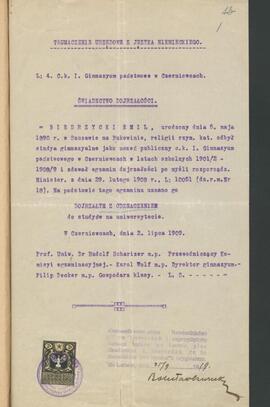 TŁUMACZENIE URZĘDOWE Z JĘZYKA NIEMIECKIEGO.
L: 4. C.k. I. Gimnazyum państwowe w Czerniowcach.
ŚWIADECTWO DOJRZAŁOŚCI.
- BIEDRZYCKI EMIL, urodzony dnia 8. maja
1890 r. w Suczawie na Bukowinie, religii rzym. kat. odbył
studya gimnazyalne jako uczeń publiczny c.k. I. Gimnazyum
państwowego w Czerniowcach w latach szkolnych 1901/2 -
1908/9 i zdawał egzamin dojrzałości po myśli rozporządz.
Minister. z dnia 29. lutego 1908 r. L: 10051 (dz.r.m.Nr
18). Na podstawie tego egzaminu uznano go
DOJRZAŁYM Z ODZNACZENIEM
do studyów na uniwersytecie.
W Czerniowcach, dnia 2. lipca 1909.
Prof. Uniw. Dr Rudolf Scharizer m.p. Przewodniczący Ko-
misyi egzaminacyjnej.- Karol Wolf m.p. Dyrektor gimnazyum-
Filip Decker m.p. Gospodarz klasy. - L. S. -